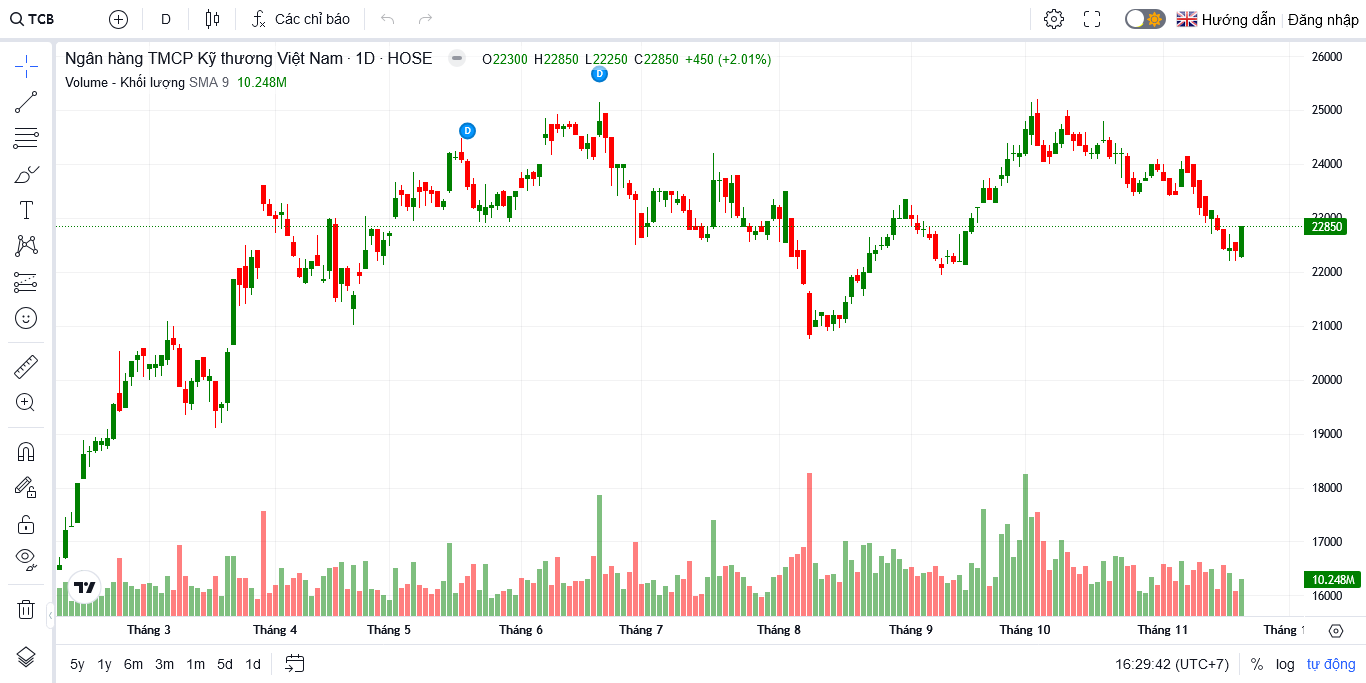 TCB D Các chỉ báo Hướng dẫn Đăng nhập
Ngân hàng TMCP Kỹ thương Việt Nam · 1D · HOSE O22300 H22850 L22250 C22850 +450 (+2.01%)
Volume - Khối lượng SMA 9 10.248M
D
D
26000
25000
24000
23000
22850
22000
21000
20000
19000
18000
17000
10.248M
16000
Tháng 3 Tháng 4 Tháng 5 Tháng 6 Tháng 7 Tháng 8 Tháng 9 Tháng 10 Tháng 11 Tháng 1
5y 1y 6m 3m 1m 5d 1d 16:29:42 (UTC+7) % log tự động